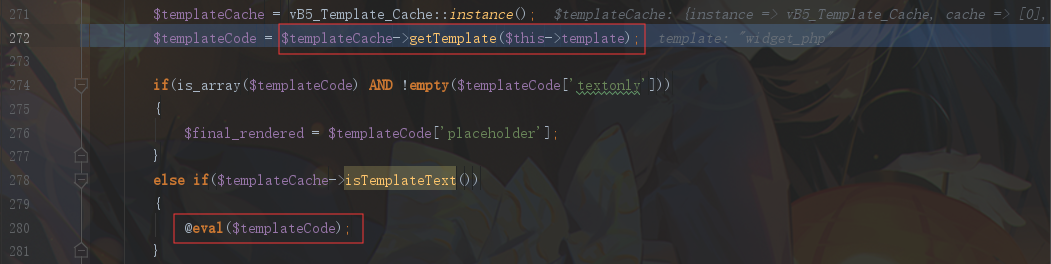 271 $templateCache = vB5_Template_Cache::instance(); $templateCache: {instance => vB5_Template_Cache, cache => [0],
272 $templateCode = $templateCache->getTemplate($this->template); template: "widget_php"
273
274 if(is_array($templateCode) AND !empty($templateCode['textonly']))
275 {
276 $final_rendered = $templateCode['placeholder'];
277 }
278 else if($templateCache->isTemplateText())
279 {
280 @eval($templateCode);
281 }